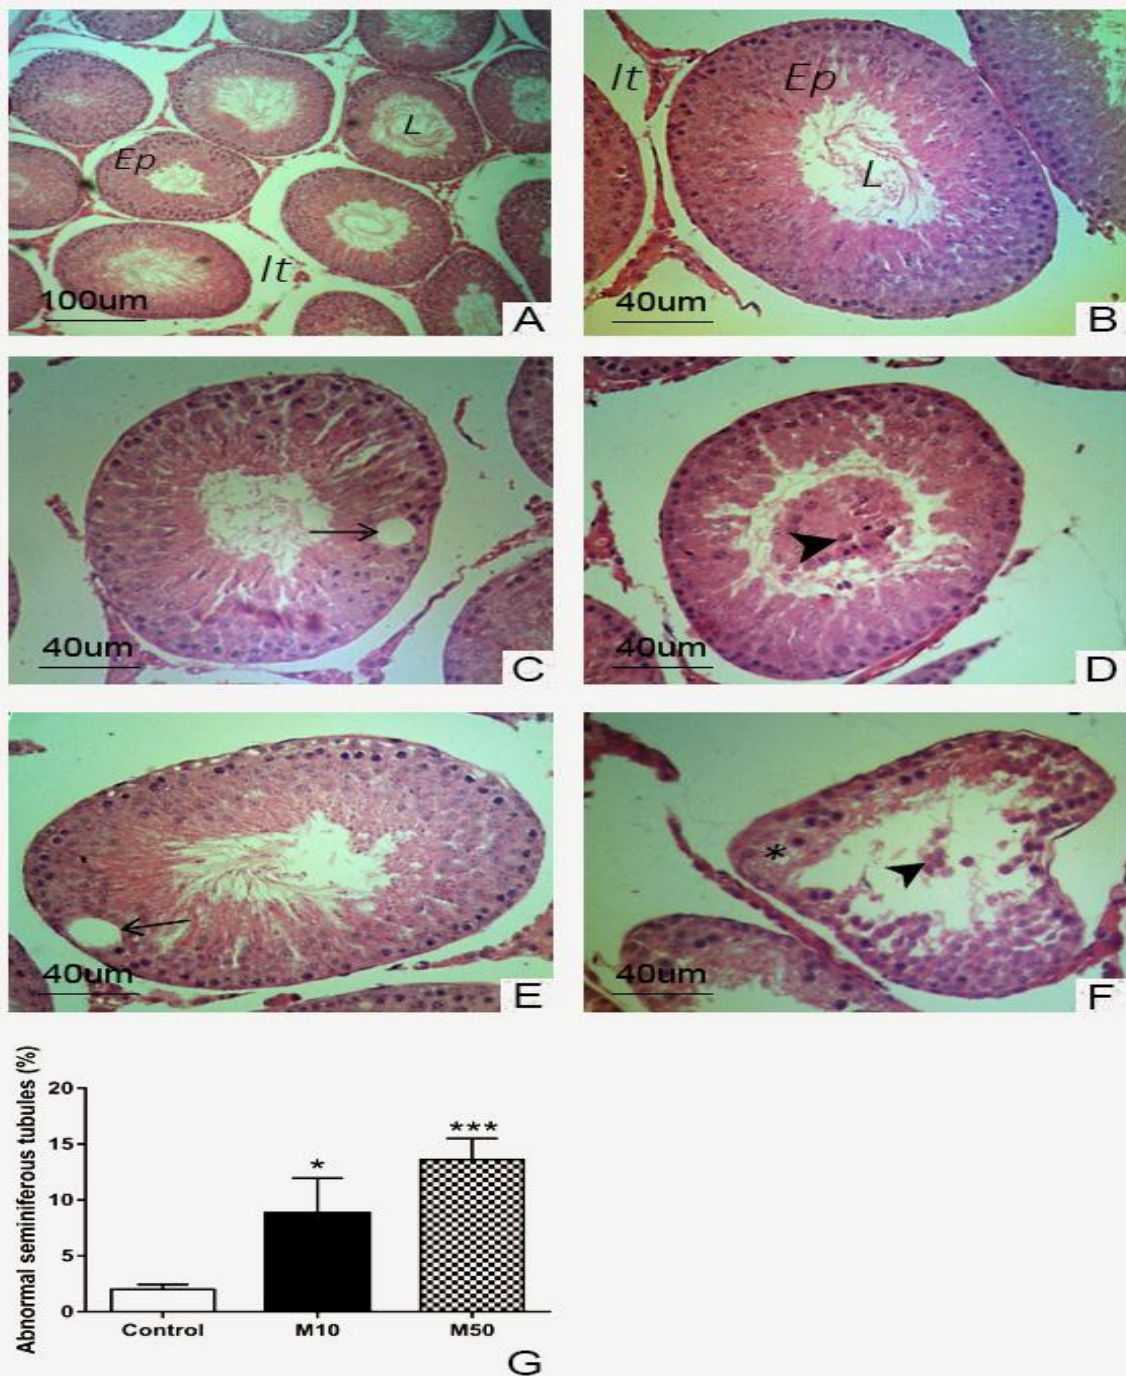 L
Ep
It
100um
A
It
Ep
L
40um
B
40um
C
40um
D
40um
E
*
40um
F
Abnormal seminiferous tubules (%)
20
15
10
5
0
*
***
Control M10 M50
G